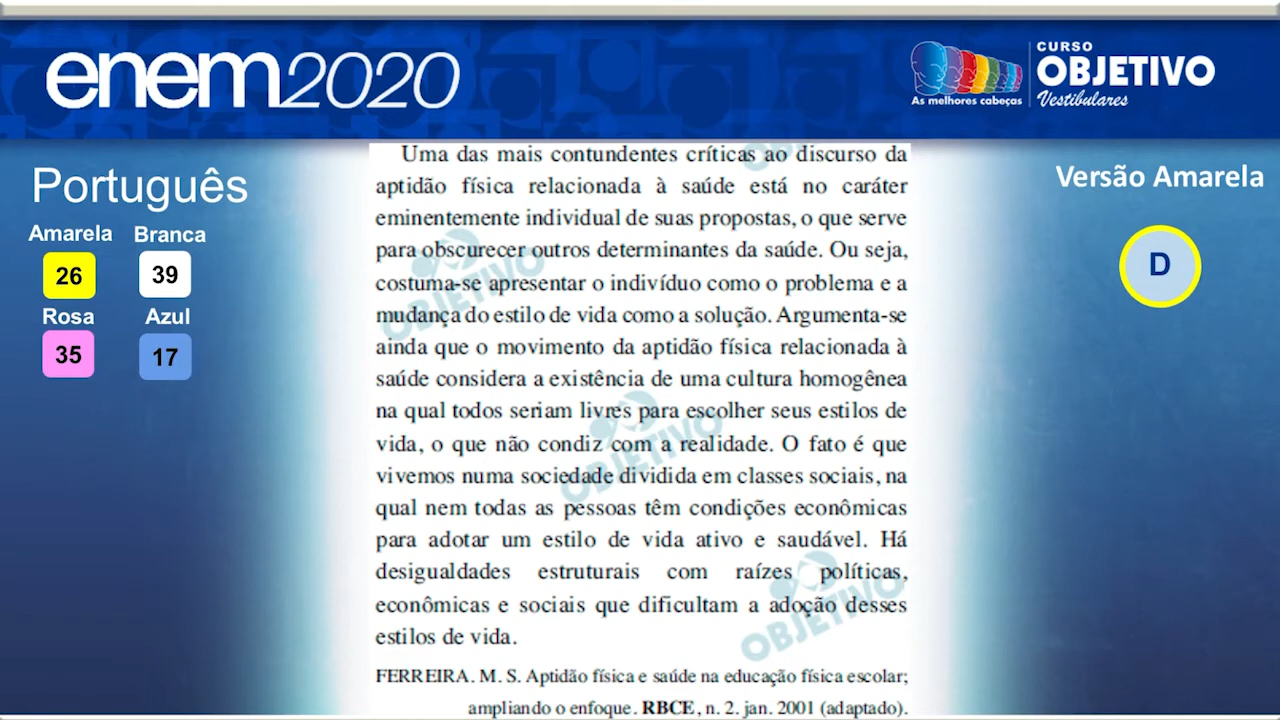 enem2020
CURSO
OBJETIVO
Vestibulares
As melhores cabeças
Português
Amarela Branca
26 39
Rosa Azul
35 17
Versão Amarela
D
Uma das mais contundentes críticas ao discurso da
aptidão física relacionada à saúde está no caráter
eminentemente individual de suas propostas, o que serve
para obscurecer outros determinantes da saúde. Ou seja,
costuma-se apresentar o indivíduo como o problema e a
mudança do estilo de vida como a solução. Argumenta-se
ainda que o movimento da aptidão física relacionada à
saúde considera a existência de uma cultura homogênea
na qual todos seriam livres para escolher seus estilos de
vida, o que não condiz com a realidade. O fato é que
vivemos numa sociedade dividida em classes sociais, na
qual nem todas as pessoas têm condições econômicas
para adotar um estilo de vida ativo e saudável. Há
desigualdades estruturais com raízes políticas,
econômicas e sociais que dificultam a adoção desses
estilos de vida.
FERREIRA. M. S. Aptidão física e saúde na educação física escolar;
ampliando o enfoque. RBCE, n. 2. jan. 2001 (adaptado).
OBJETIVO
OBJETIVO
OBJETIVO